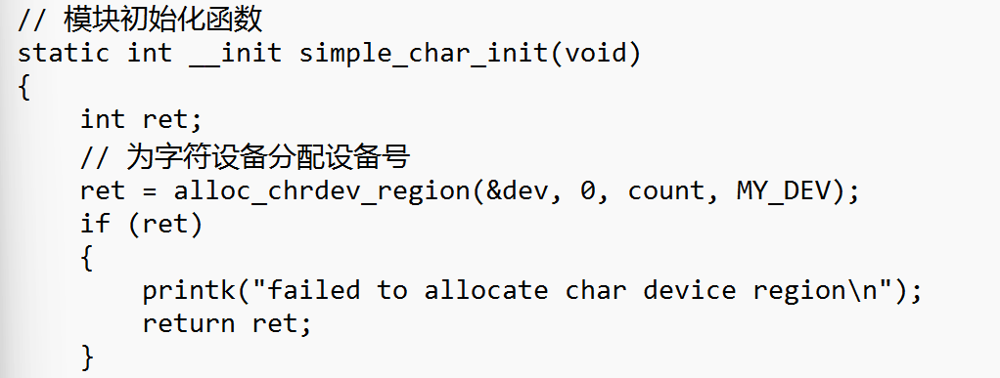 // 模块初始化函数
static int __init simple_char_init(void)
{
    int ret;
    // 为字符设备分配设备号
    ret = alloc_chrdev_region(&dev, 0, count, MY_DEV);
    if (ret)
    {
        printk("failed to allocate char device region\n");
        return ret;
    }